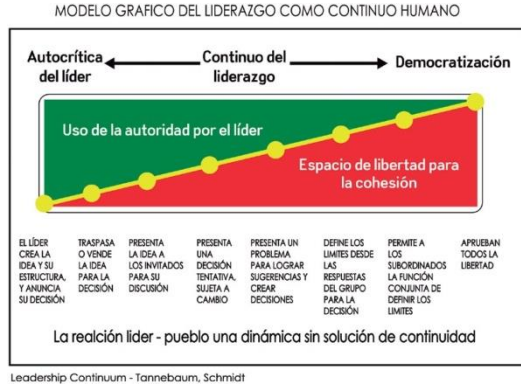 MODELO GRAFICO DEL LIDERAZGO COMO CONTINUO HUMANO
Autocrítica
del líder
Continuo del
liderazgo
Democratización
Uso de la autoridad por el líder
Espacio de libertad para
la cohesión
EL LÍDER
CREA LA
IDEA Y SU
ESTRUCTURA,
Y ANUNCIA
SU DECISIÓN
TRASPASA
O VENDE
LA IDEA
PARA LA
DECISIÓN
PRESENTA
LA IDEA A
LOS INVITADOS
PARA SU
DISCUSIÓN
PRESENTA
UNA
DECISIÓN
TENTATIVA,
SUJETA A
CAMBIO
PRESENTA UN
PROBLEMA
PARA LOGRAR
SUGERENCIAS Y
CREAR
DECISIONES
DEFINE LOS
LIMITES DESDE
LAS
RESPUESTAS
DEL GRUPO
PARA LA
DECISIÓN
PERMITE A
LOS
SUBORDINADOS
LA FUNCIÓN
CONJUNTA DE
DEFINIR LOS
LIMITES
APRUEBAN
TODOS LA
LIBERTAD
La realción lider - pueblo una dinámica sin solución de continuidad
Leadership Continuum - Tannebaum, Schmidt